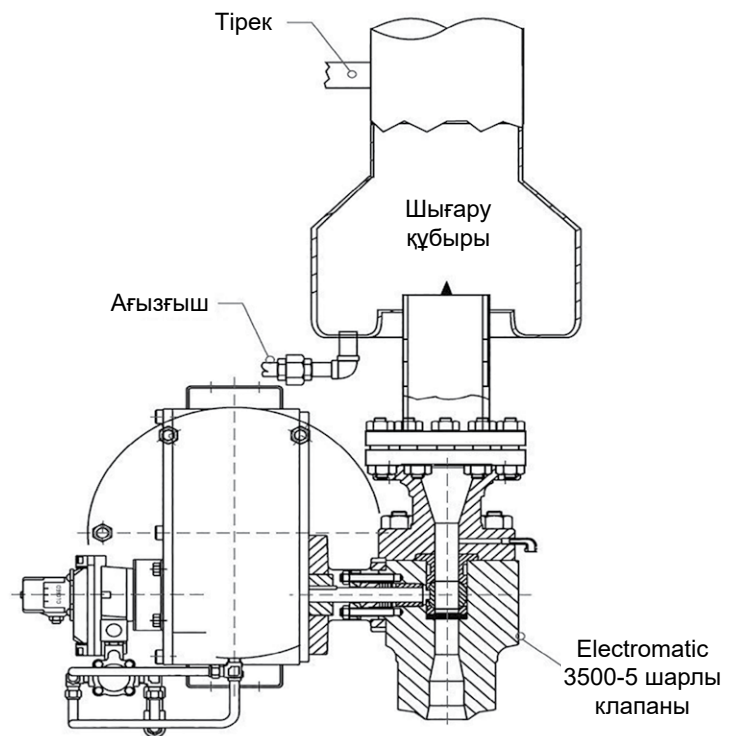 Тірек
Шығару
құбыры
Ағызғыш
Electromatic
3500-5 шарлы
клапаны